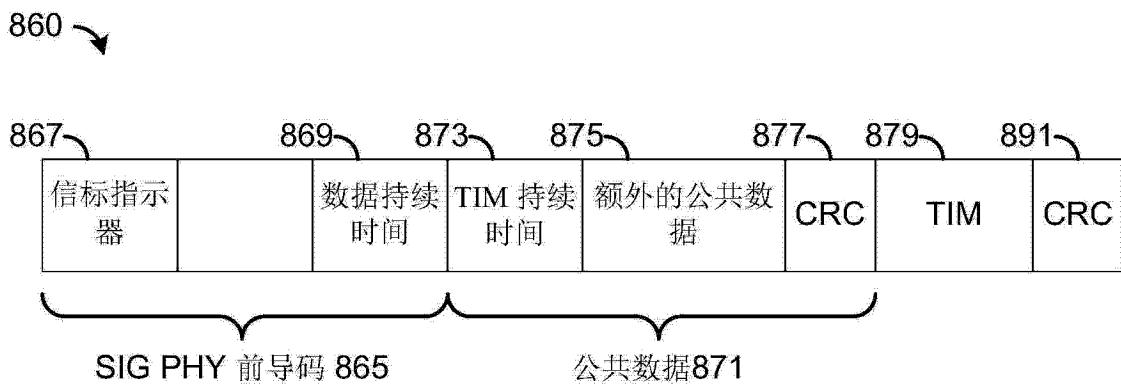 860
867 869 873 875 877 879 891
信标指示
器
数据持续
时间
TIM 持续
时间
额外的公共数
据
CRC
TIM
CRC
SIG PHY 前导码 865
公共数据871